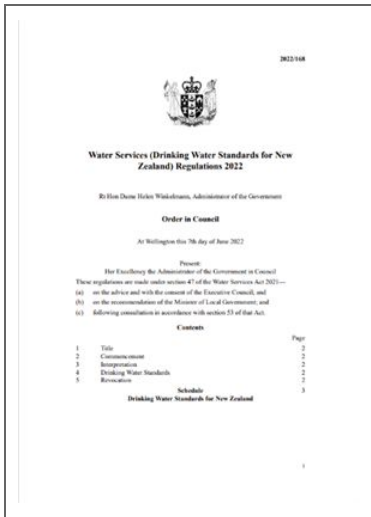 2022/168
Water Services (Drinking Water Standards for New
Zealand) Regulations 2022
Rt Hon Dame Helen Winkelmann, Administrator of the Government
Order in Council
At Wellington this 7th day of June 2022
Present:
Her Excellency the Administrator of the Government in Council
These regulations are made under section 47 of the Water Services Act 2021—
(a) on the advice and with the consent of the Executive Council; and
(b) on the recommendation of the Minister of Local Government; and
(c) following consultation in accordance with section 53 of that Act.
Contents
Page
1 Title 2
2 Commencement 2
3 Interpretation 2
4 Drinking Water Standards 2
5 Revocation 2
Schedule 3
Drinking Water Standards for New Zealand
1